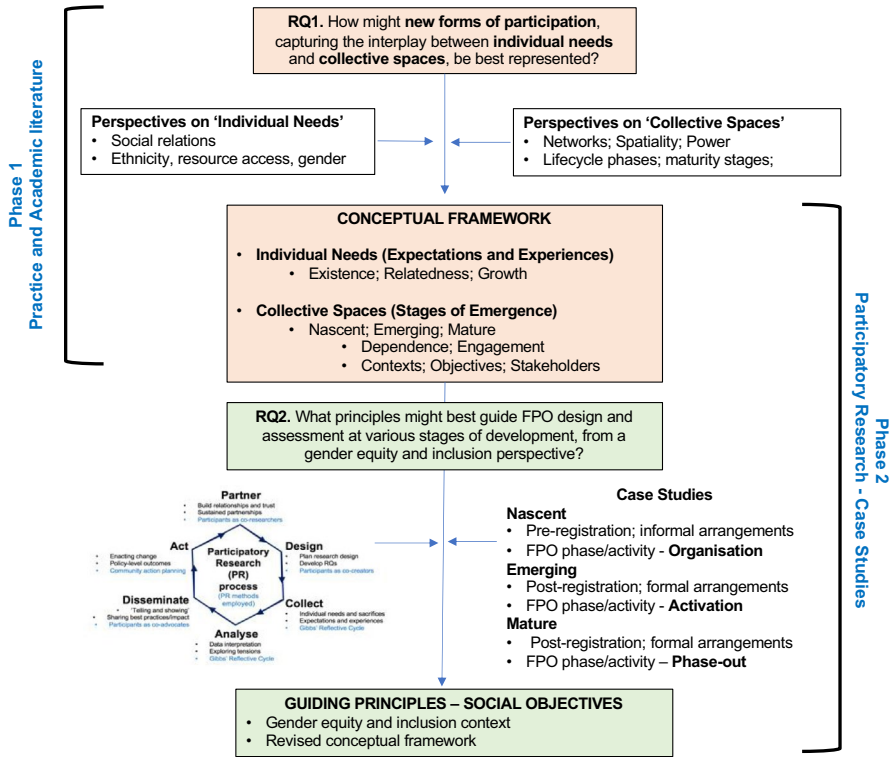 Phase 1
Practice and Academic literature
RQ1. How might new forms of participation,
capturing the interplay between individual needs
and collective spaces, be best represented?
Perspectives on ‘Individual Needs’
• Social relations
• Ethnicity, resource access, gender
Perspectives on ‘Collective Spaces’
• Networks; Spatiality; Power
• Lifecycle phases; maturity stages;
CONCEPTUAL FRAMEWORK
• Individual Needs (Expectations and Experiences)
• Existence; Relatedness; Growth
• Collective Spaces (Stages of Emergence)
• Nascent; Emerging; Mature
• Dependence; Engagement
• Contexts; Objectives; Stakeholders
Phase 2
Participatory Research - Case Studies
RQ2. What principles might best guide FPO design and
assessment at various stages of development, from a
gender equity and inclusion perspective?
Partner
• Build relationships and trust
• Sustained partnerships
• Participants as co-researchers
Design
• Plan research design
• Develop RQs
• Participants as co-creators
Collect
• Individual needs and sacrifices
• Expectations and experiences
• Gibbs' Reflective Cycle
Analyse
• Data interpretation
• Exploring tensions
• Gibbs' Reflective Cycle
Disseminate
• 'Telling and showing'
• Sharing best practices/impact
• Participants as co-advocates
Act
• Enacting change
• Policy-level outcomes
• Community action planning
Participatory
Research
(PR)
process
(PR methods
employed)
Case Studies
Nascent
• Pre-registration; informal arrangements
• FPO phase/activity - Organisation
Emerging
• Post-registration; formal arrangements
• FPO phase/activity - Activation
Mature
• Post-registration; formal arrangements
• FPO phase/activity – Phase-out
GUIDING PRINCIPLES – SOCIAL OBJECTIVES
• Gender equity and inclusion context
• Revised conceptual framework